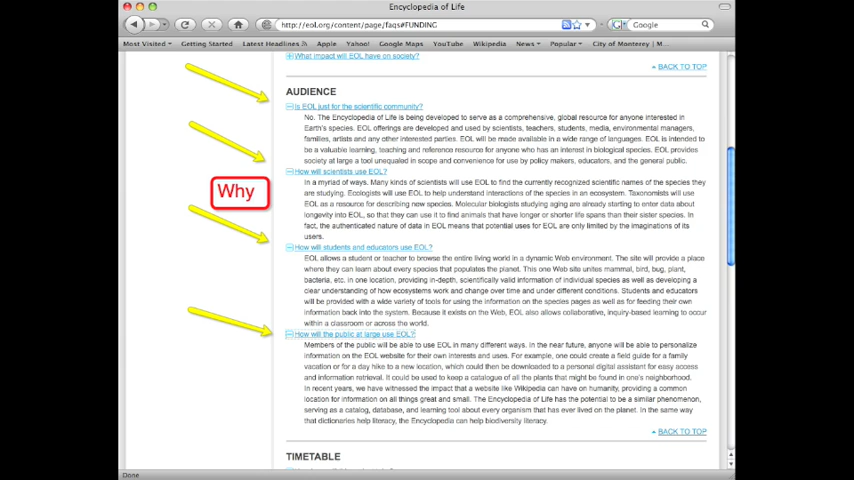 Encyclopedia of Life
http://eol.org/content/page/faqs#FUNDING
Google
Most Visited Getting Started Latest Headlines Apple Yahoo! Google Maps YouTube Wikipedia News Popular City of Monterey | M...
What impact will EOL have on society?
BACK TO TOP
AUDIENCE
Is EOL just for the scientific community?
No. The Encyclopedia of Life is being developed to serve as a comprehensive, global resource for anyone interested in
Earth's species. EOL offerings are developed and used by scientists, teachers, students, media, environmental managers,
families, artists and any other interested parties. EOL will be made available in a wide range of languages. EOL is intended to
be a valuable learning, teaching and reference resource for anyone who has an interest in biological species. EOL provides
society at large a tool unequaled in scope and convenience for use by policy makers, educators, and the general public.
How will scientists use EOL?
Why
In a myriad of ways. Many kinds of scientists will use EOL to find the currently recognized scientific names of the species they
are studying. Ecologists will use EOL to help understand interactions of the species in an ecosystem. Taxonomists will use
EOL as a resource for describing new species. Molecular biologists studying aging are already starting to enter data about
longevity into EOL, so that they can use it to find animals that have longer or shorter life spans than their sister species. In
fact, the authenticated nature of data in EOL means that potential uses for EOL are only limited by the imaginations of its
users.
How will students and educators use EOL?
EOL allows a student or teacher to browse the entire living world in a dynamic Web environment. The site will provide a place
where they can learn about every species that populates the planet. This one Web site unites mammal, bird, bug, plant,
bacteria, etc. in one location, providing in-depth, scientifically valid information of individual species as well as developing a
clear understanding of how ecosystems work and change over time and under different conditions. Students and educators
will be provided with a wide variety of tools for using the information on the species pages as well as for feeding their own
information back into the web system. Because it exists on the Web, EOL also allows collaborative, inquiry-based learning to occur
within a classroom or across the world.
How will the public at large use EOL?
Members of the public will be able to use EOL in many different ways. In the near future, anyone will be able to personalize
information on the EOL website for their own interests and uses. For example, one could create a field guide for a family
vacation or for a day hike to a new location, which could then be downloaded to a personal digital assistant for easy access
and information retrieval. It could be used to keep a catalogue of all the plants that might be found in one's neighborhood.
In recent years, we have witnessed the impact that a website like Wikipedia can have on humanity, providing a common
location for information on all things great and small. The Encyclopedia of Life has the potential to be a similar phenomenon,
serving as a catalog, database, and learning tool about every organism that has ever lived on the planet. In the same way
that dictionaries help literacy, the Encyclopedia can help biodiversity literacy.
BACK TO TOP
TIMETABLE
Done